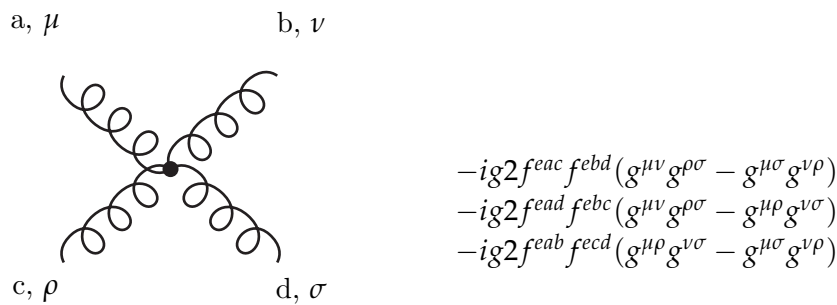 a, μ
b, ν
−ig2f^{eac}f^{ebd}(g^{μν}g^{ρσ} − g^{μσ}g^{νρ})
−ig2f^{ead}f^{ebc}(g^{μν}g^{ρσ} − g^{μρ}g^{νσ})
−ig2f^{eab}f^{ecd}(g^{μρ}g^{νσ} − g^{μσ}g^{νρ})
c, ρ
d, σ